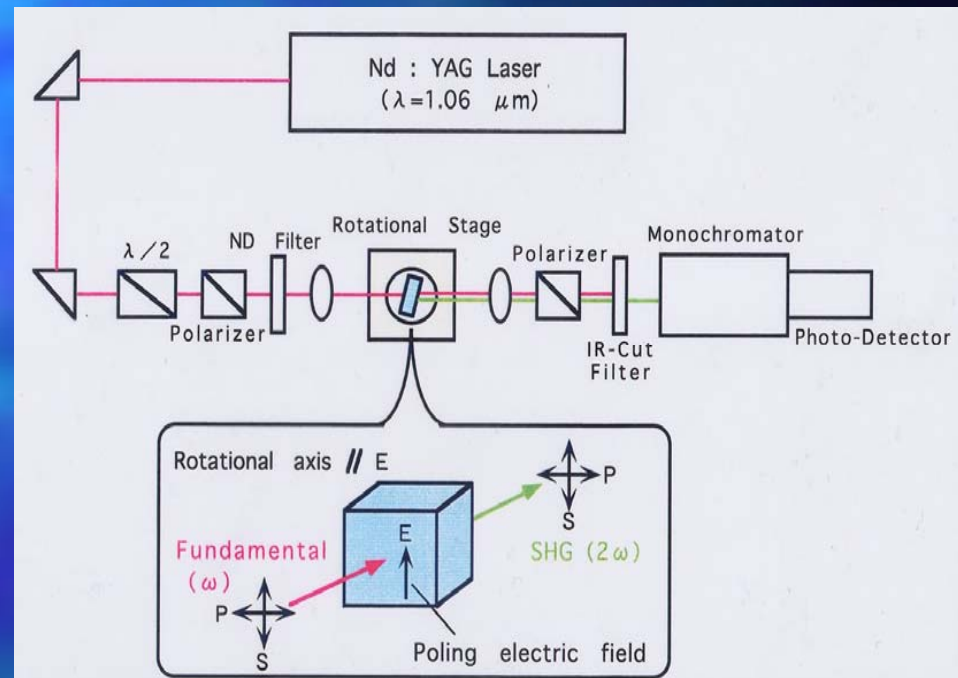 Nd : YAG Laser
(λ=1.06 μm)
λ/2
ND Filter
Rotational Stage
Polarizer
Monochromator
Polarizer
IR-Cut
Filter
Photo-Detector
Rotational axis // E
E
P
S
Fundamental
(ω)
SHG (2ω)
P
S
Poling electric field